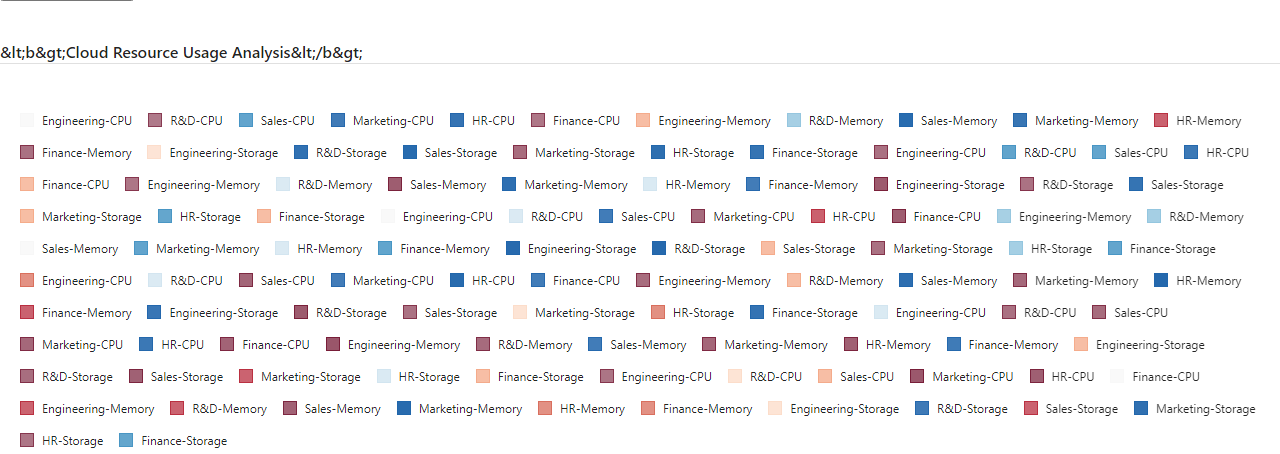 &lt;b&gt;Cloud Resource Usage Analysis&lt;/b&gt;
Engineering-CPU R&D-CPU Sales-CPU Marketing-CPU HR-CPU Finance-CPU Engineering-Memory R&D-Memory Sales-Memory Marketing-Memory HR-Memory
Finance-Memory Engineering-Storage R&D-Storage Sales-Storage Marketing-Storage HR-Storage Finance-Storage Engineering-CPU R&D-CPU Sales-CPU HR-CPU
Finance-CPU Engineering-Memory R&D-Memory Sales-Memory Marketing-Memory HR-Memory Finance-Memory Engineering-Storage R&D-Storage Sales-Storage
Marketing-Storage HR-Storage Finance-Storage Engineering-CPU R&D-CPU Sales-CPU Marketing-CPU HR-CPU Finance-CPU Engineering-Memory R&D-Memory
Sales-Memory Marketing-Memory HR-Memory Finance-Memory Engineering-Storage R&D-Storage Sales-Storage Marketing-Storage HR-Storage Finance-Storage
Engineering-CPU R&D-CPU Sales-CPU Marketing-CPU HR-CPU Finance-CPU Engineering-Memory R&D-Memory Sales-Memory Marketing-Memory HR-Memory
Finance-Memory Engineering-Storage R&D-Storage Sales-Storage Marketing-Storage HR-Storage Finance-Storage Engineering-CPU R&D-CPU Sales-CPU
Marketing-CPU HR-CPU Finance-CPU Engineering-Memory R&D-Memory Sales-Memory Marketing-Memory HR-Memory Finance-Memory Engineering-Storage
R&D-Storage Sales-Storage Marketing-Storage HR-Storage Finance-Storage Engineering-CPU R&D-CPU Sales-CPU Marketing-CPU HR-CPU Finance-CPU
Engineering-Memory R&D-Memory Sales-Memory Marketing-Memory HR-Memory Finance-Memory Engineering-Storage R&D-Storage Sales-Storage Marketing-Storage
HR-Storage Finance-Storage